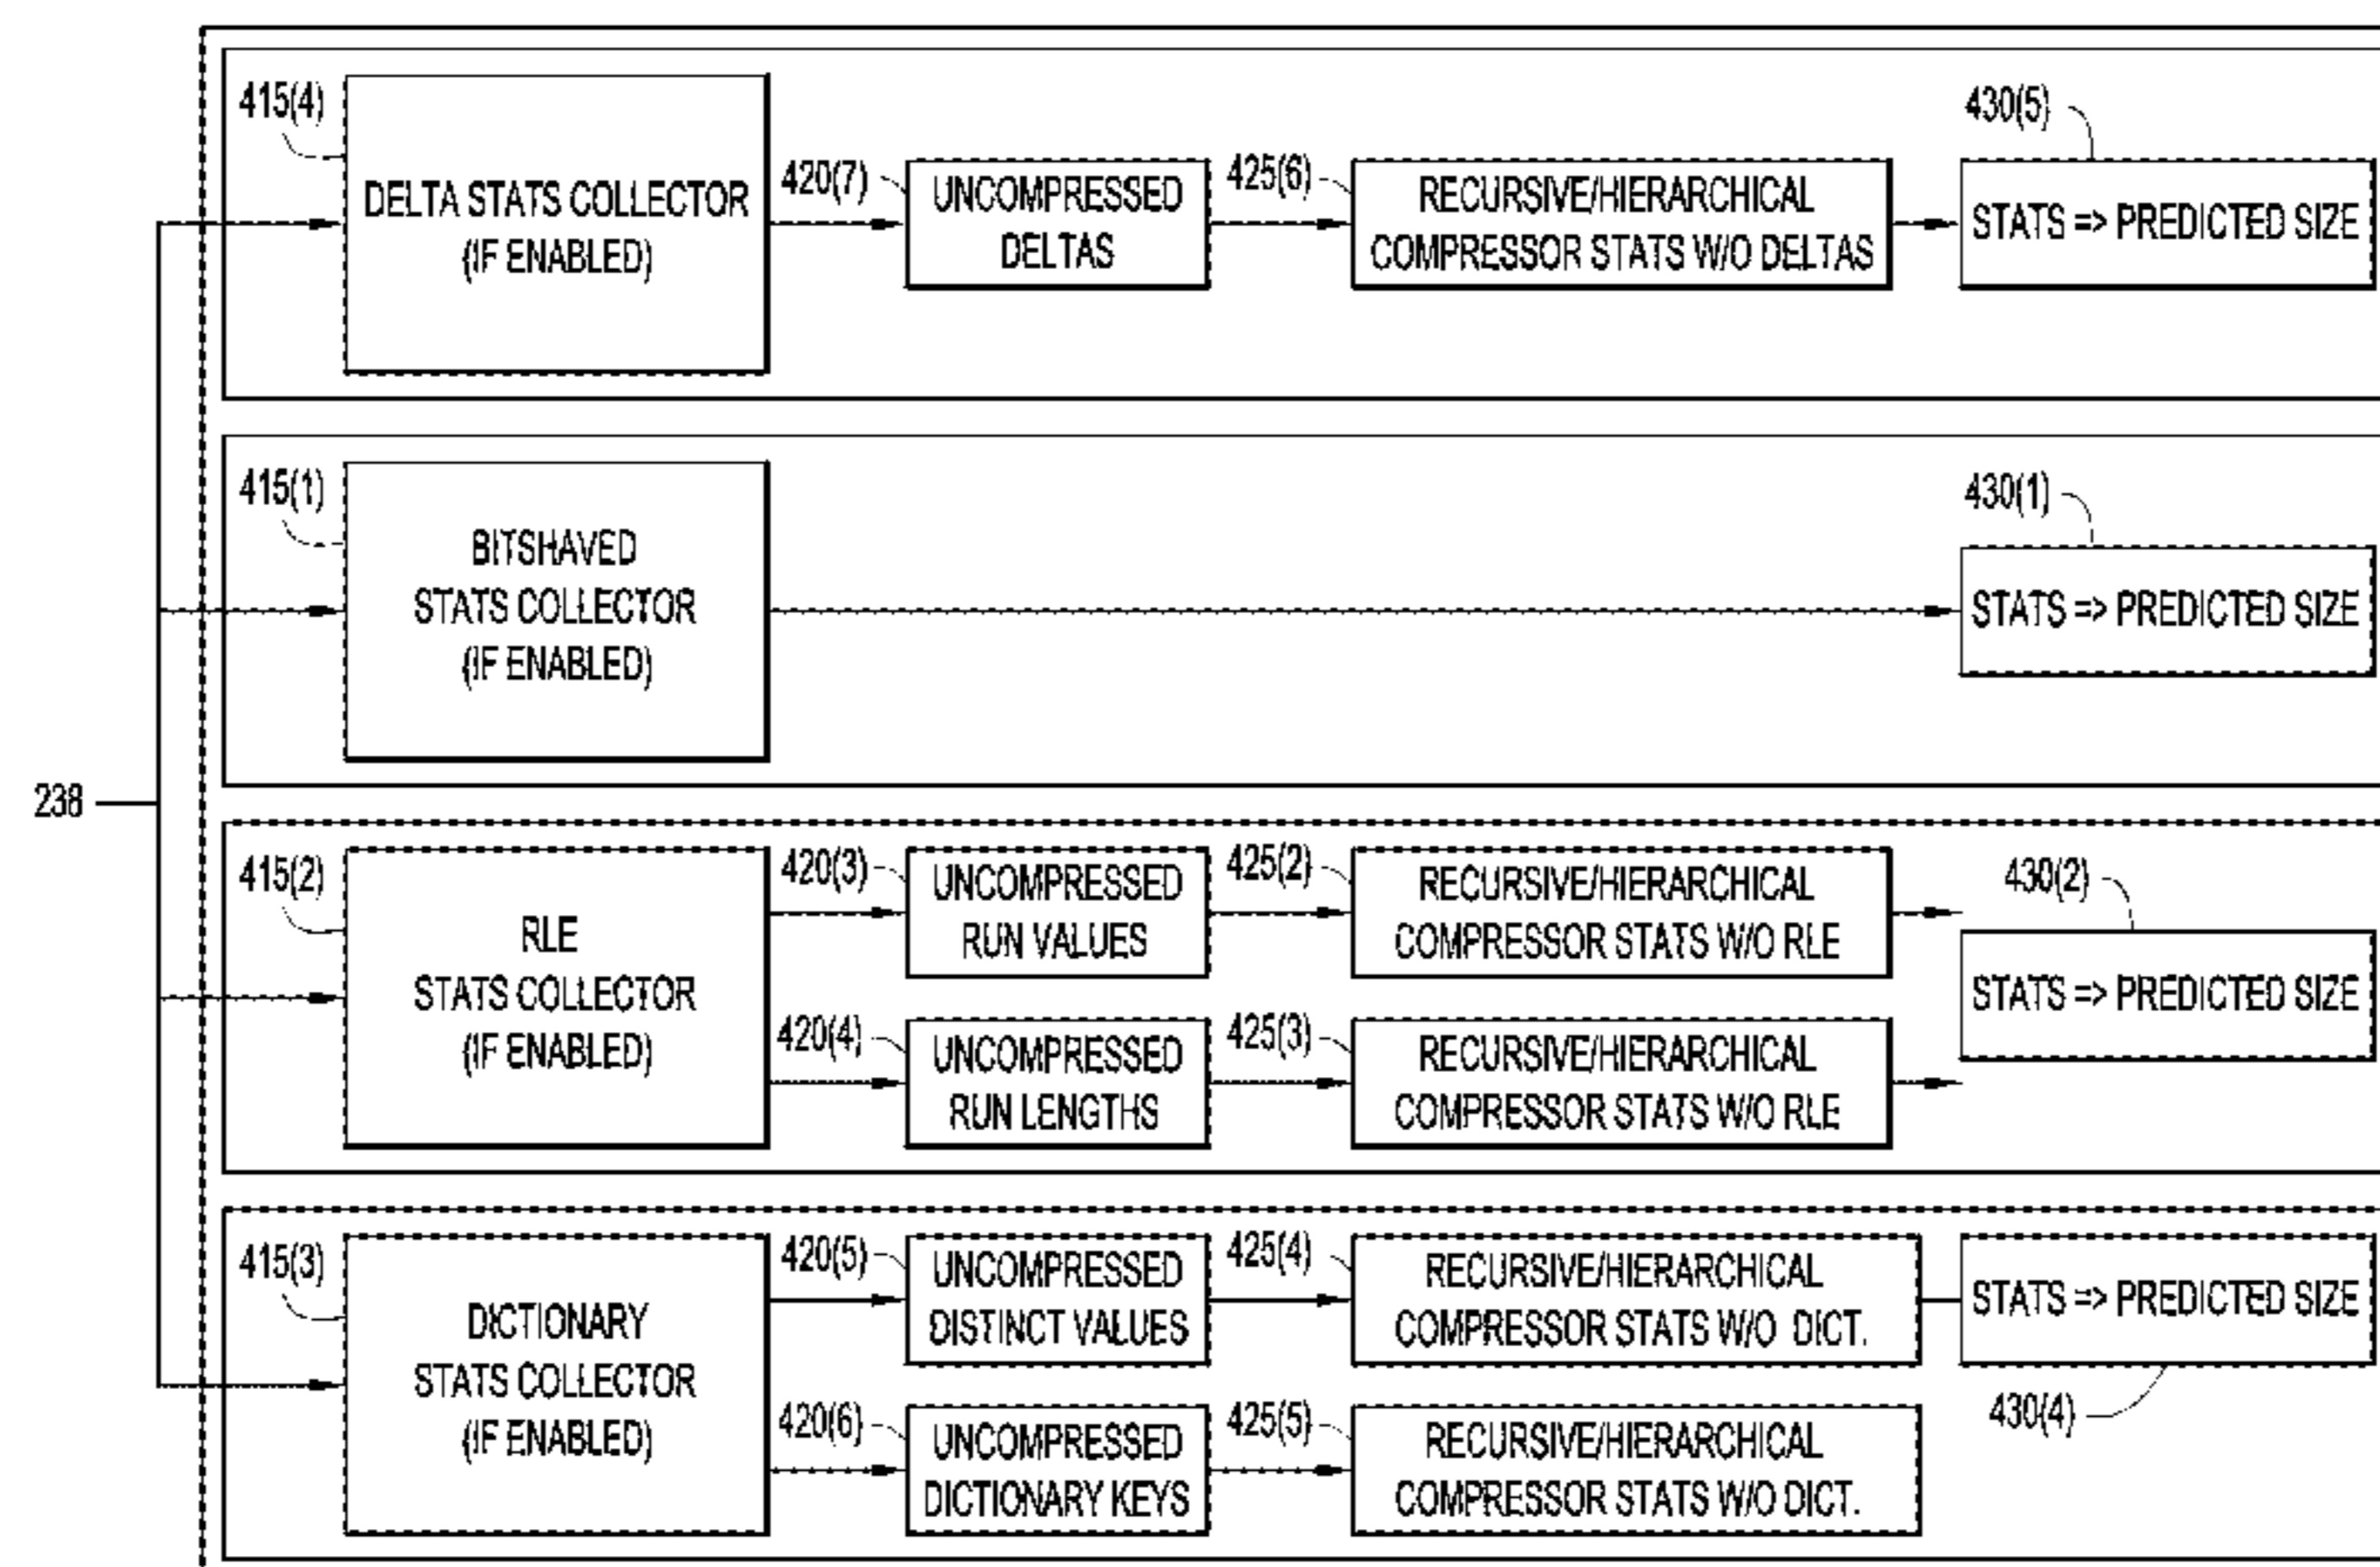 415(4)
DELTA STATS COLLECTOR
(IF ENABLED)
420(7)
UNCOMPRESSED
DELTAS
425(6)
RECURSIVE/HIERARCHICAL
COMPRESSOR STATS W/O DELTAS
430(5)
STATS => PREDICTED SIZE
415(1)
BITSHAVED
STATS COLLECTOR
(IF ENABLED)
430(1)
STATS => PREDICTED SIZE
238
415(2)
RLE
STATS COLLECTOR
(IF ENABLED)
420(3)
UNCOMPRESSED
RUN VALUES
425(2)
RECURSIVE/HIERARCHICAL
COMPRESSOR STATS W/O RLE
420(4)
UNCOMPRESSED
RUN LENGTHS
425(3)
RECURSIVE/HIERARCHICAL
COMPRESSOR STATS W/O RLE
430(2)
STATS => PREDICTED SIZE
415(3)
DICTIONARY
STATS COLLECTOR
(IF ENABLED)
420(5)
UNCOMPRESSED
DISTINCT VALUES
425(4)
RECURSIVE/HIERARCHICAL
COMPRESSOR STATS W/O DICT.
STATS => PREDICTED SIZE
430(4)
420(6)
UNCOMPRESSED
DICTIONARY KEYS
425(5)
RECURSIVE/HIERARCHICAL
COMPRESSOR STATS W/O DICT.